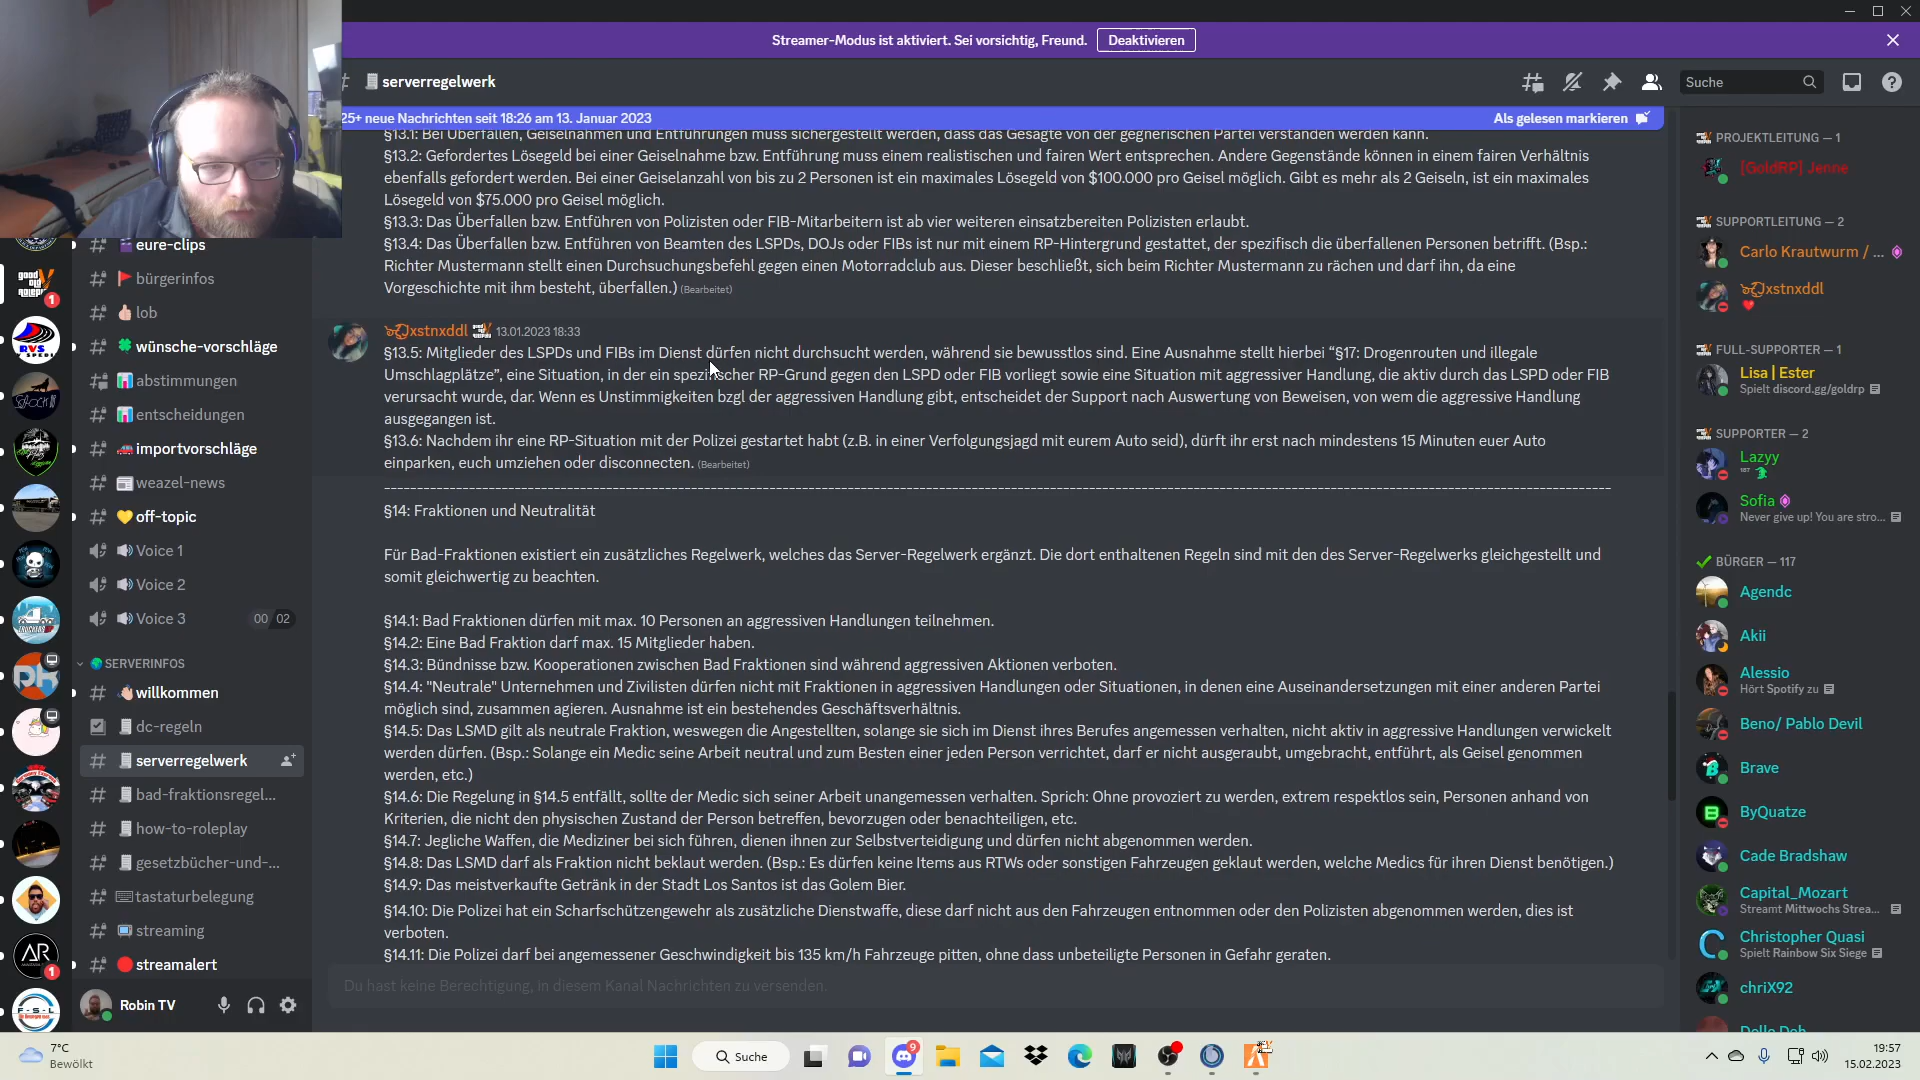 Streamer-Modus ist aktiviert. Sei vorsichtig, Freund.
Deaktivieren
serverregelwerk
Suche
25+ neue Nachrichten seit 18:26 am 13. Januar 2023
Als gelesen markieren
§13.1: Bei Überfällen, Geiselnahmen und Entführungen muss sichergestellt werden, dass das Gesagte von der gegnerischen Partei verstanden werden kann.
§13.2: Gefordertes Lösegeld bei einer Geiselnahme bzw. Entführung muss einem realistischen und fairen Wert entsprechen. Andere Gegenstände können in einem fairen Verhältnis
ebenfalls gefordert werden. Bei einer Geiselanzahl von bis zu 2 Personen ist ein maximales Lösegeld von $100.000 pro Geisel möglich. Gibt es mehr als 2 Geiseln, ist ein maximales
Lösegeld von $75.000 pro Geisel möglich.
§13.3: Das Überfallen bzw. Entführen von Polizisten oder FIB-Mitarbeitern ist ab vier weiteren einsatzbereiten Polizisten erlaubt.
§13.4: Das Überfallen bzw. Entführen von Beamten des LSPDs, DOJs oder FIBs ist nur mit einem RP-Hintergrund gestattet, der spezifisch die überfallenen Personen betrifft. (Bsp.:
Richter Mustermann stellt einen Durchsuchungsbefehl gegen einen Motorradclub aus. Dieser beschließt, sich beim Richter Mustermann zu rächen und darf ihn, da eine
Vorgeschichte mit ihm besteht, überfallen.) (Bearbeitet)
Jxstnxddl 13.01.2023 18:33
§13.5: Mitglieder des LSPDs und FIBs im Dienst dürfen nicht durchsucht werden, während sie bewusstlos sind. Eine Ausnahme stellt hierbei “§17: Drogenrouten und illegale
Umschlagplätze”, eine Situation, in der ein spezifischer RP-Grund gegen den LSPD oder FIB vorliegt sowie eine Situation mit aggressiver Handlung, die aktiv durch das LSPD oder FIB
verursacht wurde, dar. Wenn es Unstimmigkeiten bzgl der aggressiven Handlung gibt, entscheidet der Support nach Auswertung von Beweisen, von wem die aggressive Handlung
ausgegangen ist.
§13.6: Nachdem ihr eine RP-Situation mit der Polizei gestartet habt (z.B. in einer Verfolgungsjagd mit eurem Auto seid), dürft ihr erst nach mindestens 15 Minuten euer Auto
einparken, euch umziehen oder disconnecten. (Bearbeitet)
§14: Fraktionen und Neutralität
Für Bad-Fraktionen existiert ein zusätzliches Regelwerk, welches das Server-Regelwerk ergänzt. Die dort enthaltenen Regeln sind mit den des Server-Regelwerks gleichgestellt und
somit gleichwertig zu beachten.
§14.1: Bad Fraktionen dürfen mit max. 10 Personen an aggressiven Handlungen teilnehmen.
§14.2: Eine Bad Fraktion darf max. 15 Mitglieder haben.
§14.3: Bündnisse bzw. Kooperationen zwischen Bad Fraktionen sind während aggressiven Aktionen verboten.
§14.4: "Neutrale" Unternehmen und Zivilisten dürfen nicht mit Fraktionen in aggressiven Handlungen oder Situationen, in denen eine Auseinandersetzungen mit einer anderen Partei
möglich sind, zusammen agieren. Ausnahme ist ein bestehendes Geschäftsverhältnis.
§14.5: Das LSMD gilt als neutrale Fraktion, weswegen die Angestellten, solange sie sich im Dienst ihres Berufes angemessen verhalten, nicht aktiv in aggressive Handlungen verwickelt
werden dürfen. (Bsp.: Solange ein Medic seine Arbeit neutral und zum Besten einer jeden Person verrichtet, darf er nicht ausgeraubt, umgebracht, entführt, als Geisel genommen
werden, etc.)
§14.6: Die Regelung in §14.5 entfällt, sollte der Medic sich seiner Arbeit unangemessen verhalten. Sprich: Ohne provoziert zu werden, extrem respektlos sein, Personen anhand von
Kriterien, die nicht den physischen Zustand der Person betreffen, bevorzugen oder benachteiligen, etc.
§14.7: Jegliche Waffen, die Mediziner bei sich führen, dienen ihnen zur Selbstverteidigung und dürfen nicht abgenommen werden.
§14.8: Das LSMD darf als Fraktion nicht beklaut werden. (Bsp.: Es dürfen keine Items aus RTWs oder sonstigen Fahrzeugen geklaut werden, welche Medics für ihren Dienst benötigen.)
§14.9: Das meistverkaufte Getränk in der Stadt Los Santos ist das Golem Bier.
§14.10: Die Polizei hat ein Scharfschützengewehr als zusätzliche Dienstwaffe, diese darf nicht aus den Fahrzeugen entnommen oder den Polizisten abgenommen werden, dies ist
verboten.
§14.11: Die Polizei darf bei angemessener Geschwindigkeit bis 135 km/h Fahrzeuge pitten, ohne dass unbeteiligte Personen in Gefahr geraten.
Du hast keine Berechtigung, in diesem Kanal Nachrichten zu versenden.
eure-clips
bürgerinfos
lob
wünsche-vorschläge
abstimmungen
entscheidungen
importvorschläge
weazel-news
off-topic
Voice 1
Voice 2
Voice 3 00 02
SERVERINFOS
willkommen
dc-regeln
serverregelwerk
bad-fraktionsregel...
how-to-roleplay
gesetzbücher-und-...
tastaturbelegung
streaming
streamalert
Robin TV
RVS
AR
F-S-L
PROJEKTLEITUNG — 1
[GoldRP] Jenne
SUPPORTLEITUNG — 2
Carlo Krautwurm / ...
Jxstnxddl
FULL-SUPPORTER — 1
Lisa | Ester
Spielt discord.gg/goldrp
SUPPORTER — 2
Lazyy
187
Sofia
Never give up! You are stro...
BÜRGER — 117
Agendc
Akii
Alessio
Hört Spotify zu
Beno/ Pablo Devil
Brave
ByQuatze
Cade Bradshaw
Capital_Mozart
Streamt Mittwochs Strea...
Christopher Quasi
Spielt Rainbow Six Siege
chriX92
7°C
Bewölkt
Suche
9
19:57
15.02.2023